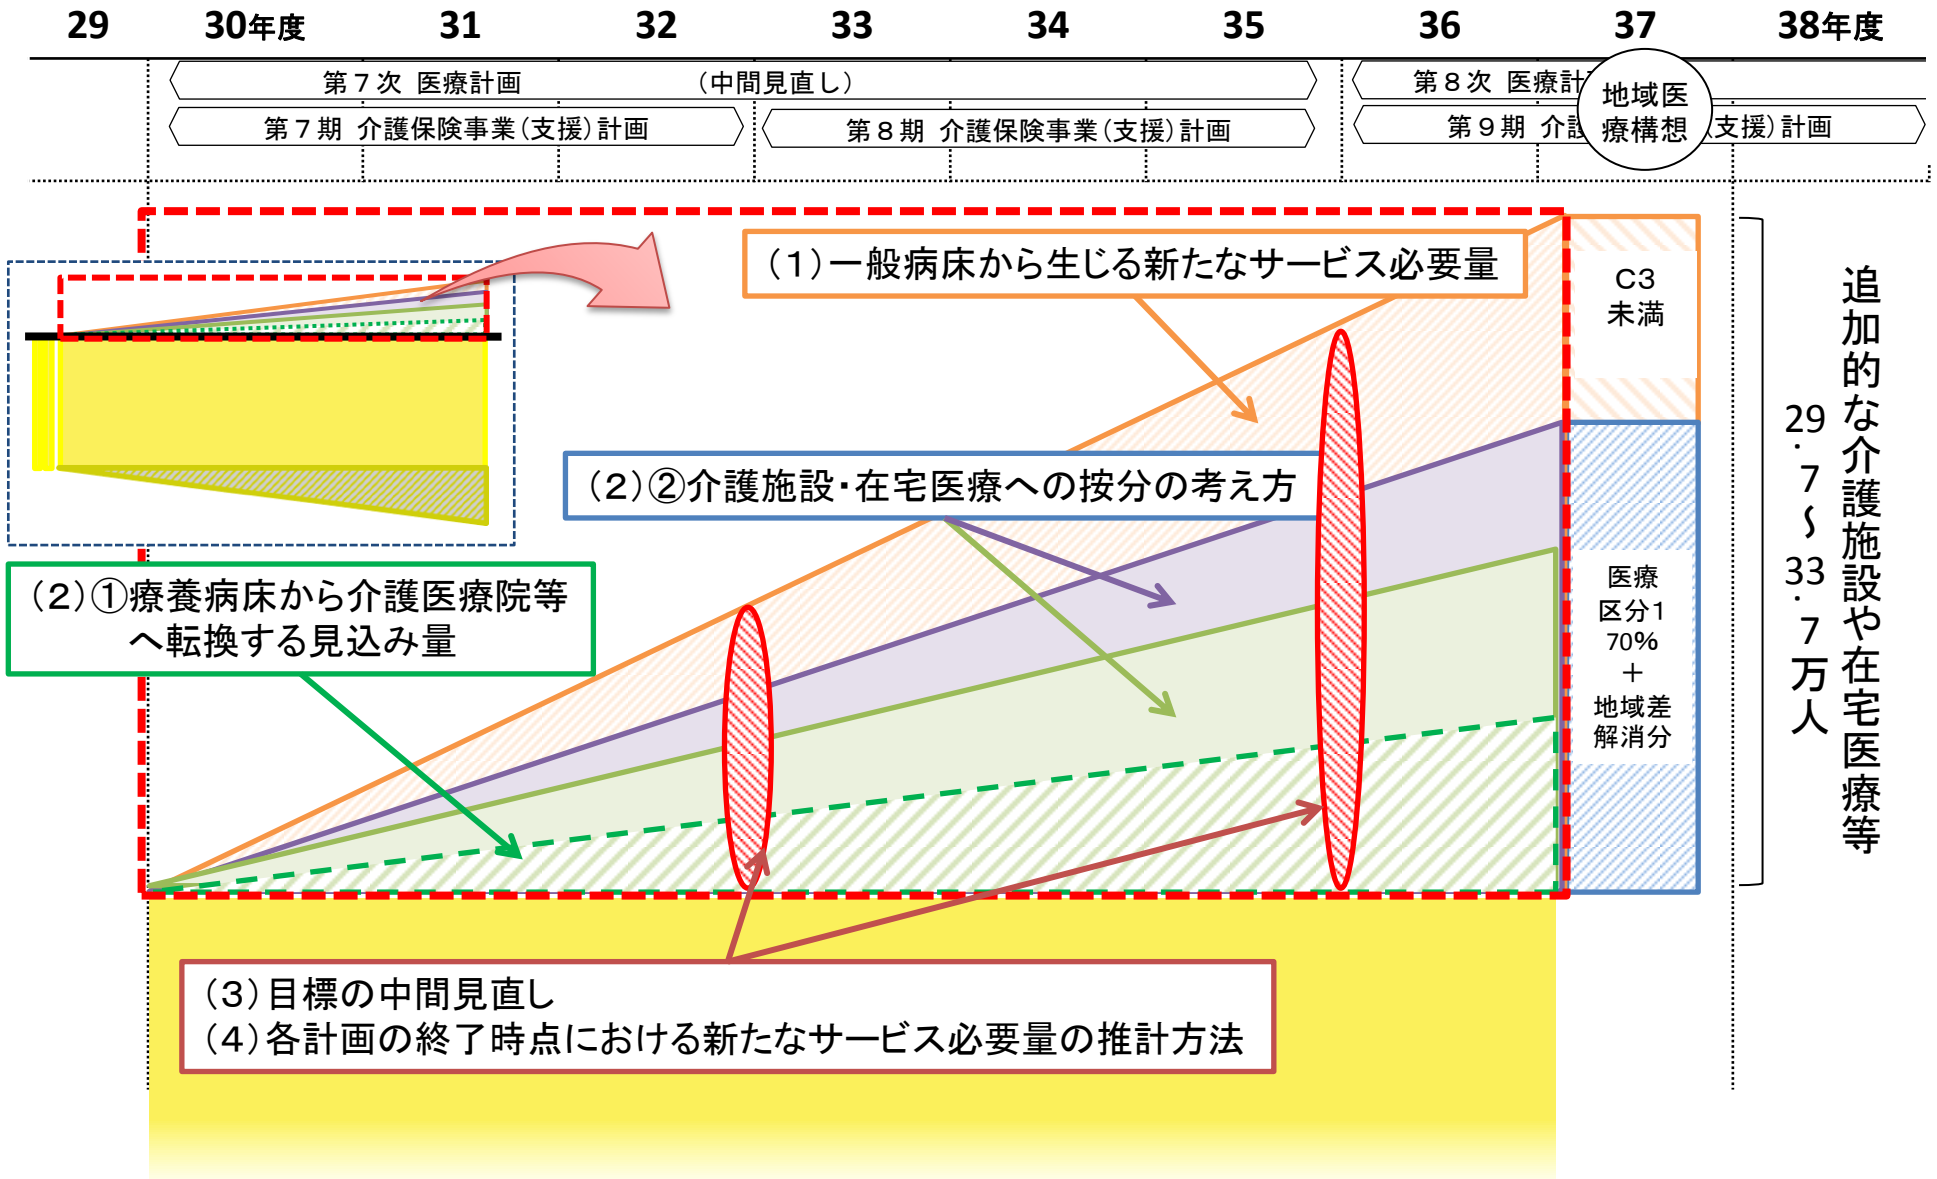 29 30年度 31 32 33 34 35 36 37 38年度
第7次 医療計画 (中間見直し)
第8次 医療計
地域医
療構想
第7期 介護保険事業(支援)計画
第8期 介護保険事業(支援)計画
第9期 介 支援)計画
(1)一般病床から生じる新たなサービス必要量
C3
未満
(2)②介護施設・在宅医療への按分の考え方
(2)①療養病床から介護医療院等
へ転換する見込み量
医療
区分1
70%
+
地域差
解消分
追加的な介護施設や在宅医療等
29.7~33.7万人
(3)目標の中間見直し
(4)各計画の終了時点における新たなサービス必要量の推計方法